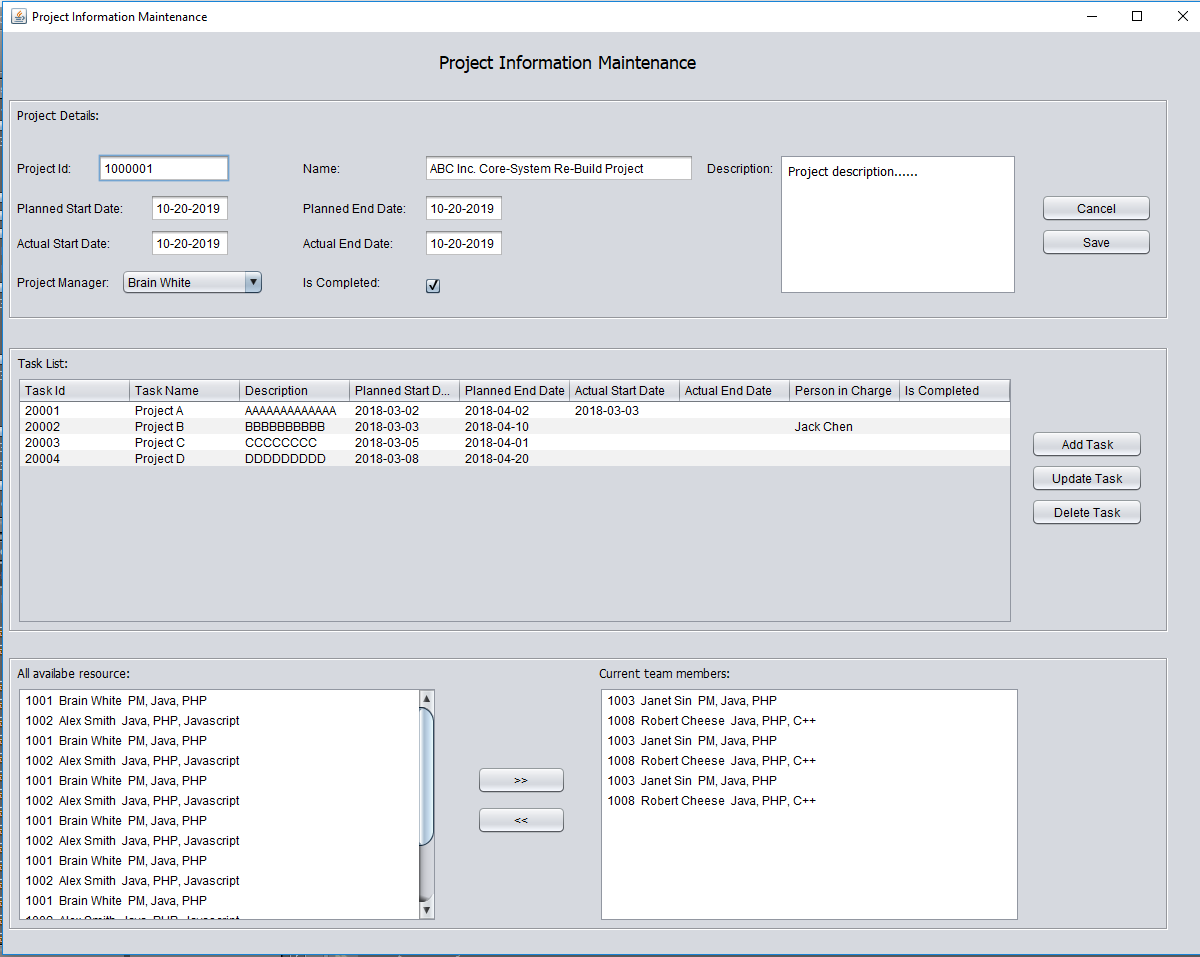 Project Information Maintenance
Project Information Maintenance
Project Details:
Project Id: 1000001 Name: ABC Inc. Core-System Re-Build Project Description: Project description......
Planned Start Date: 10-20-2019 Planned End Date: 10-20-2019 Cancel
Actual Start Date: 10-20-2019 Actual End Date: 10-20-2019 Save
Project Manager: Brain White Is Completed:
Task List:
Task Id Task Name Description Planned Start D... Planned End Date Actual Start Date Actual End Date Person in Charge Is Completed
20001 Project A AAAAAAAAAAAAA 2018-03-02 2018-04-02 2018-03-03
20002 Project B BBBBBBBBBB 2018-03-03 2018-04-10 Jack Chen
20003 Project C CCCCCCCC 2018-03-05 2018-04-01
20004 Project D DDDDDDDDD 2018-03-08 2018-04-20
Add Task
Update Task
Delete Task
All availabe resource:
1001 Brain White PM, Java, PHP
1002 Alex Smith Java, PHP, Javascript
1001 Brain White PM, Java, PHP
1002 Alex Smith Java, PHP, Javascript
1001 Brain White PM, Java, PHP
1002 Alex Smith Java, PHP, Javascript
1001 Brain White PM, Java, PHP
1002 Alex Smith Java, PHP, Javascript
1001 Brain White PM, Java, PHP
1002 Alex Smith Java, PHP, Javascript
1001 Brain White PM, Java, PHP
1002 Alex Smith Java, PHP, Javascript
>>
<<
Current team members:
1003 Janet Sin PM, Java, PHP
1008 Robert Cheese Java, PHP, C++
1003 Janet Sin PM, Java, PHP
1008 Robert Cheese Java, PHP, C++
1003 Janet Sin PM, Java, PHP
1008 Robert Cheese Java, PHP, C++